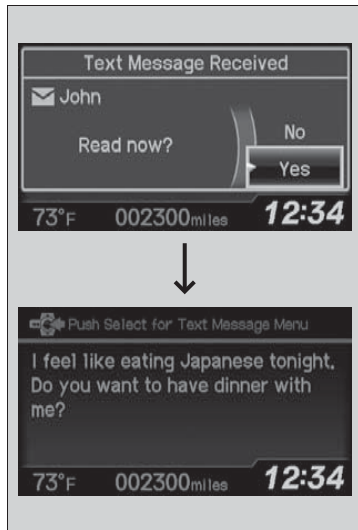 Text Message Received
John
Read now?
No
Yes
73°F 002300miles 12:34
Push Select for Text Message Menu
I feel like eating Japanese tonight.
Do you want to have dinner with
me?
73°F 002300miles 12:34